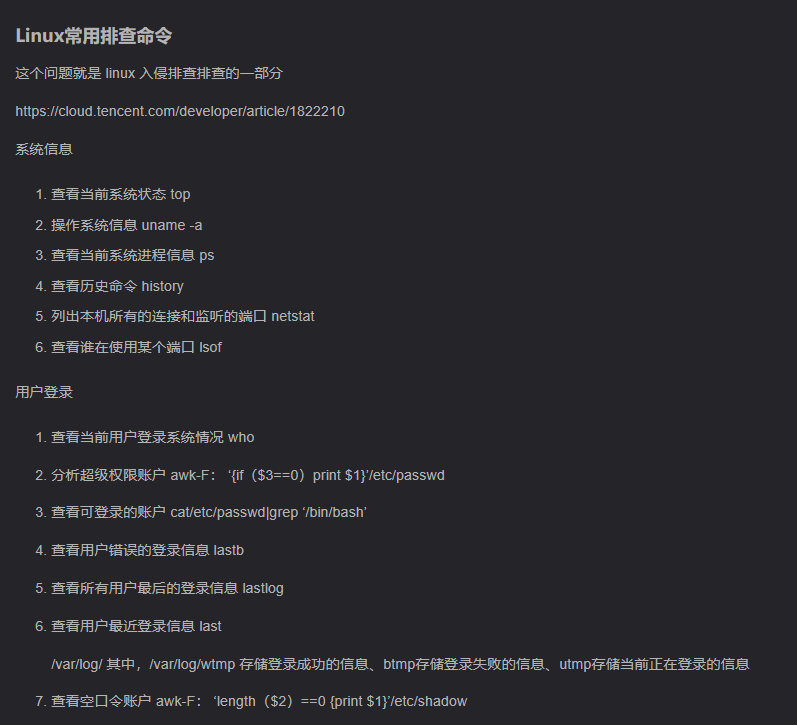 Linux常用排查命令
这个问题就是 linux 入侵排查排查的一部分
https://cloud.tencent.com/developer/article/1822210
系统信息
1. 查看当前系统状态 top
2. 操作系统信息 uname -a
3. 查看当前系统进程信息 ps
4. 查看历史命令 history
5. 列出本机所有的连接和监听的端口 netstat
6. 查看谁在使用某个端口 lsof
用户登录
1. 查看当前用户登录系统情况 who
2. 分析超级权限账户 awk-F： ‘{if（$3==0）print $1}’/etc/passwd
3. 查看可登录的账户 cat/etc/passwd|grep ‘/bin/bash’
4. 查看用户错误的登录信息 lastb
5. 查看所有用户最后的登录信息 lastlog
6. 查看用户最近登录信息 last
/var/log/ 其中，/var/log/wtmp 存储登录成功的信息、btmp存储登录失败的信息、utmp存储当前正在登录的信息
7. 查看空口令账户 awk-F： ‘length（$2）==0 {print $1}’/etc/shadow